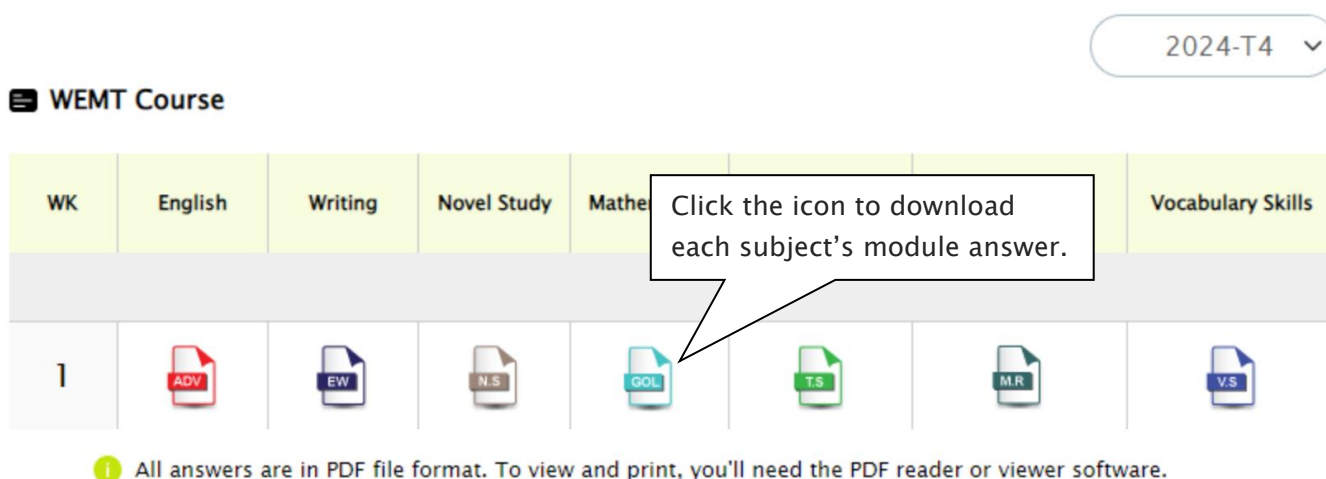 2024-T4
WEMT Course
WK English Writing Novel Study Mathe Vocabulary Skills
Click the icon to download
each subject’s module answer.
1 ADV EW N.S GOL T.S M.R V.S
i All answers are in PDF file format. To view and print, you'll need the PDF reader or viewer software.